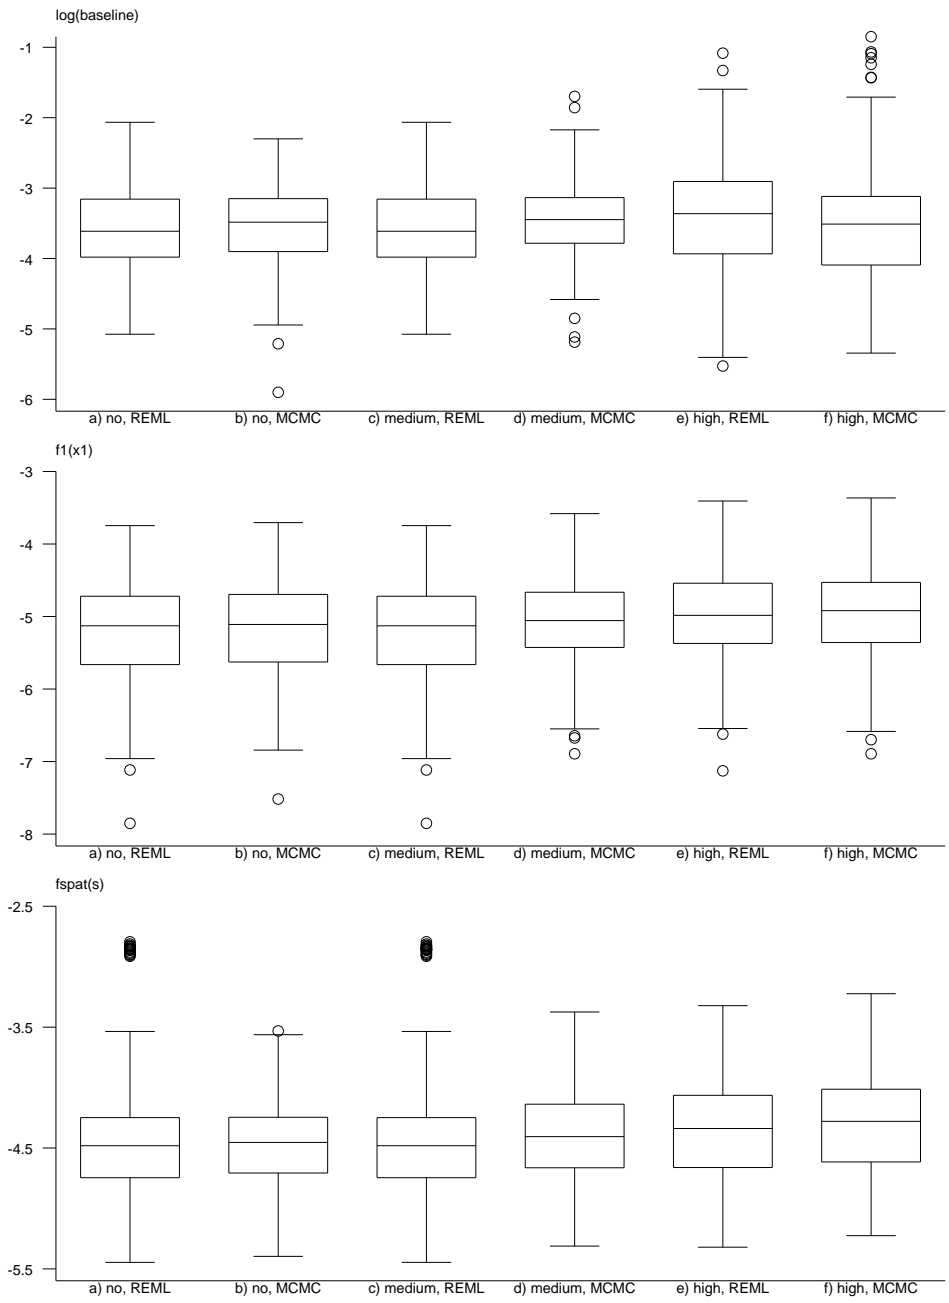 log(baseline)
-1
-2
-3
-4
-5
-6
a) no, REML b) no, MCMC c) medium, REML d) medium, MCMC e) high, REML f) high, MCMC
f1(x1)
-3
-4
-5
-6
-7
-8
a) no, REML b) no, MCMC c) medium, REML d) medium, MCMC e) high, REML f) high, MCMC
fspat(s)
-2.5
-3.5
-4.5
-5.5
a) no, REML b) no, MCMC c) medium, REML d) medium, MCMC e) high, REML f) high, MCMC